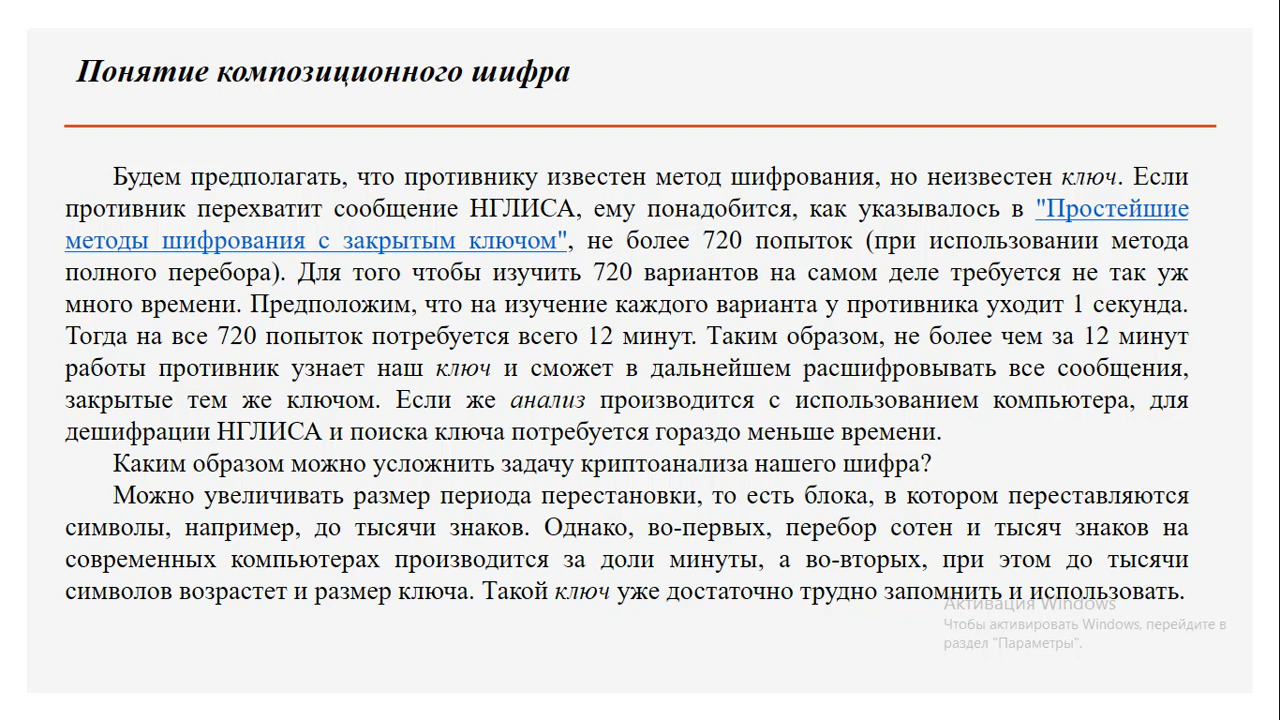 Понятие композиционного шифра
Будем предполагать, что противнику известен метод шифрования, но неизвестен ключ. Если
противник перехватит сообщение НГЛИСА, ему понадобится, как указывалось в "Простейшие
методы шифрования с закрытым ключом", не более 720 попыток (при использовании метода
полного перебора). Для того чтобы изучить 720 вариантов на самом деле требуется не так уж
много времени. Предположим, что на изучение каждого варианта у противника уходит 1 секунда.
Тогда на все 720 попыток потребуется всего 12 минут. Таким образом, не более чем за 12 минут
работы противник узнает наш ключ и сможет в дальнейшем расшифровывать все сообщения,
закрытые тем же ключом. Если же анализ производится с использованием компьютера, для
дешифрации НГЛИСА и поиска ключа потребуется гораздо меньше времени.
Каким образом можно усложнить задачу криптоанализа нашего шифра?
Можно увеличивать размер периода перестановки, то есть блока, в котором переставляются
символы, например, до тысячи знаков. Однако, во-первых, перебор сотен и тысяч знаков на
современных компьютерах производится за доли минуты, а во-вторых, при этом до тысячи
символов возрастет и размер ключа. Такой ключ уже достаточно трудно запомнить и использовать.
Активация Windows
Чтобы активировать Windows, перейдите в
раздел "Параметры".